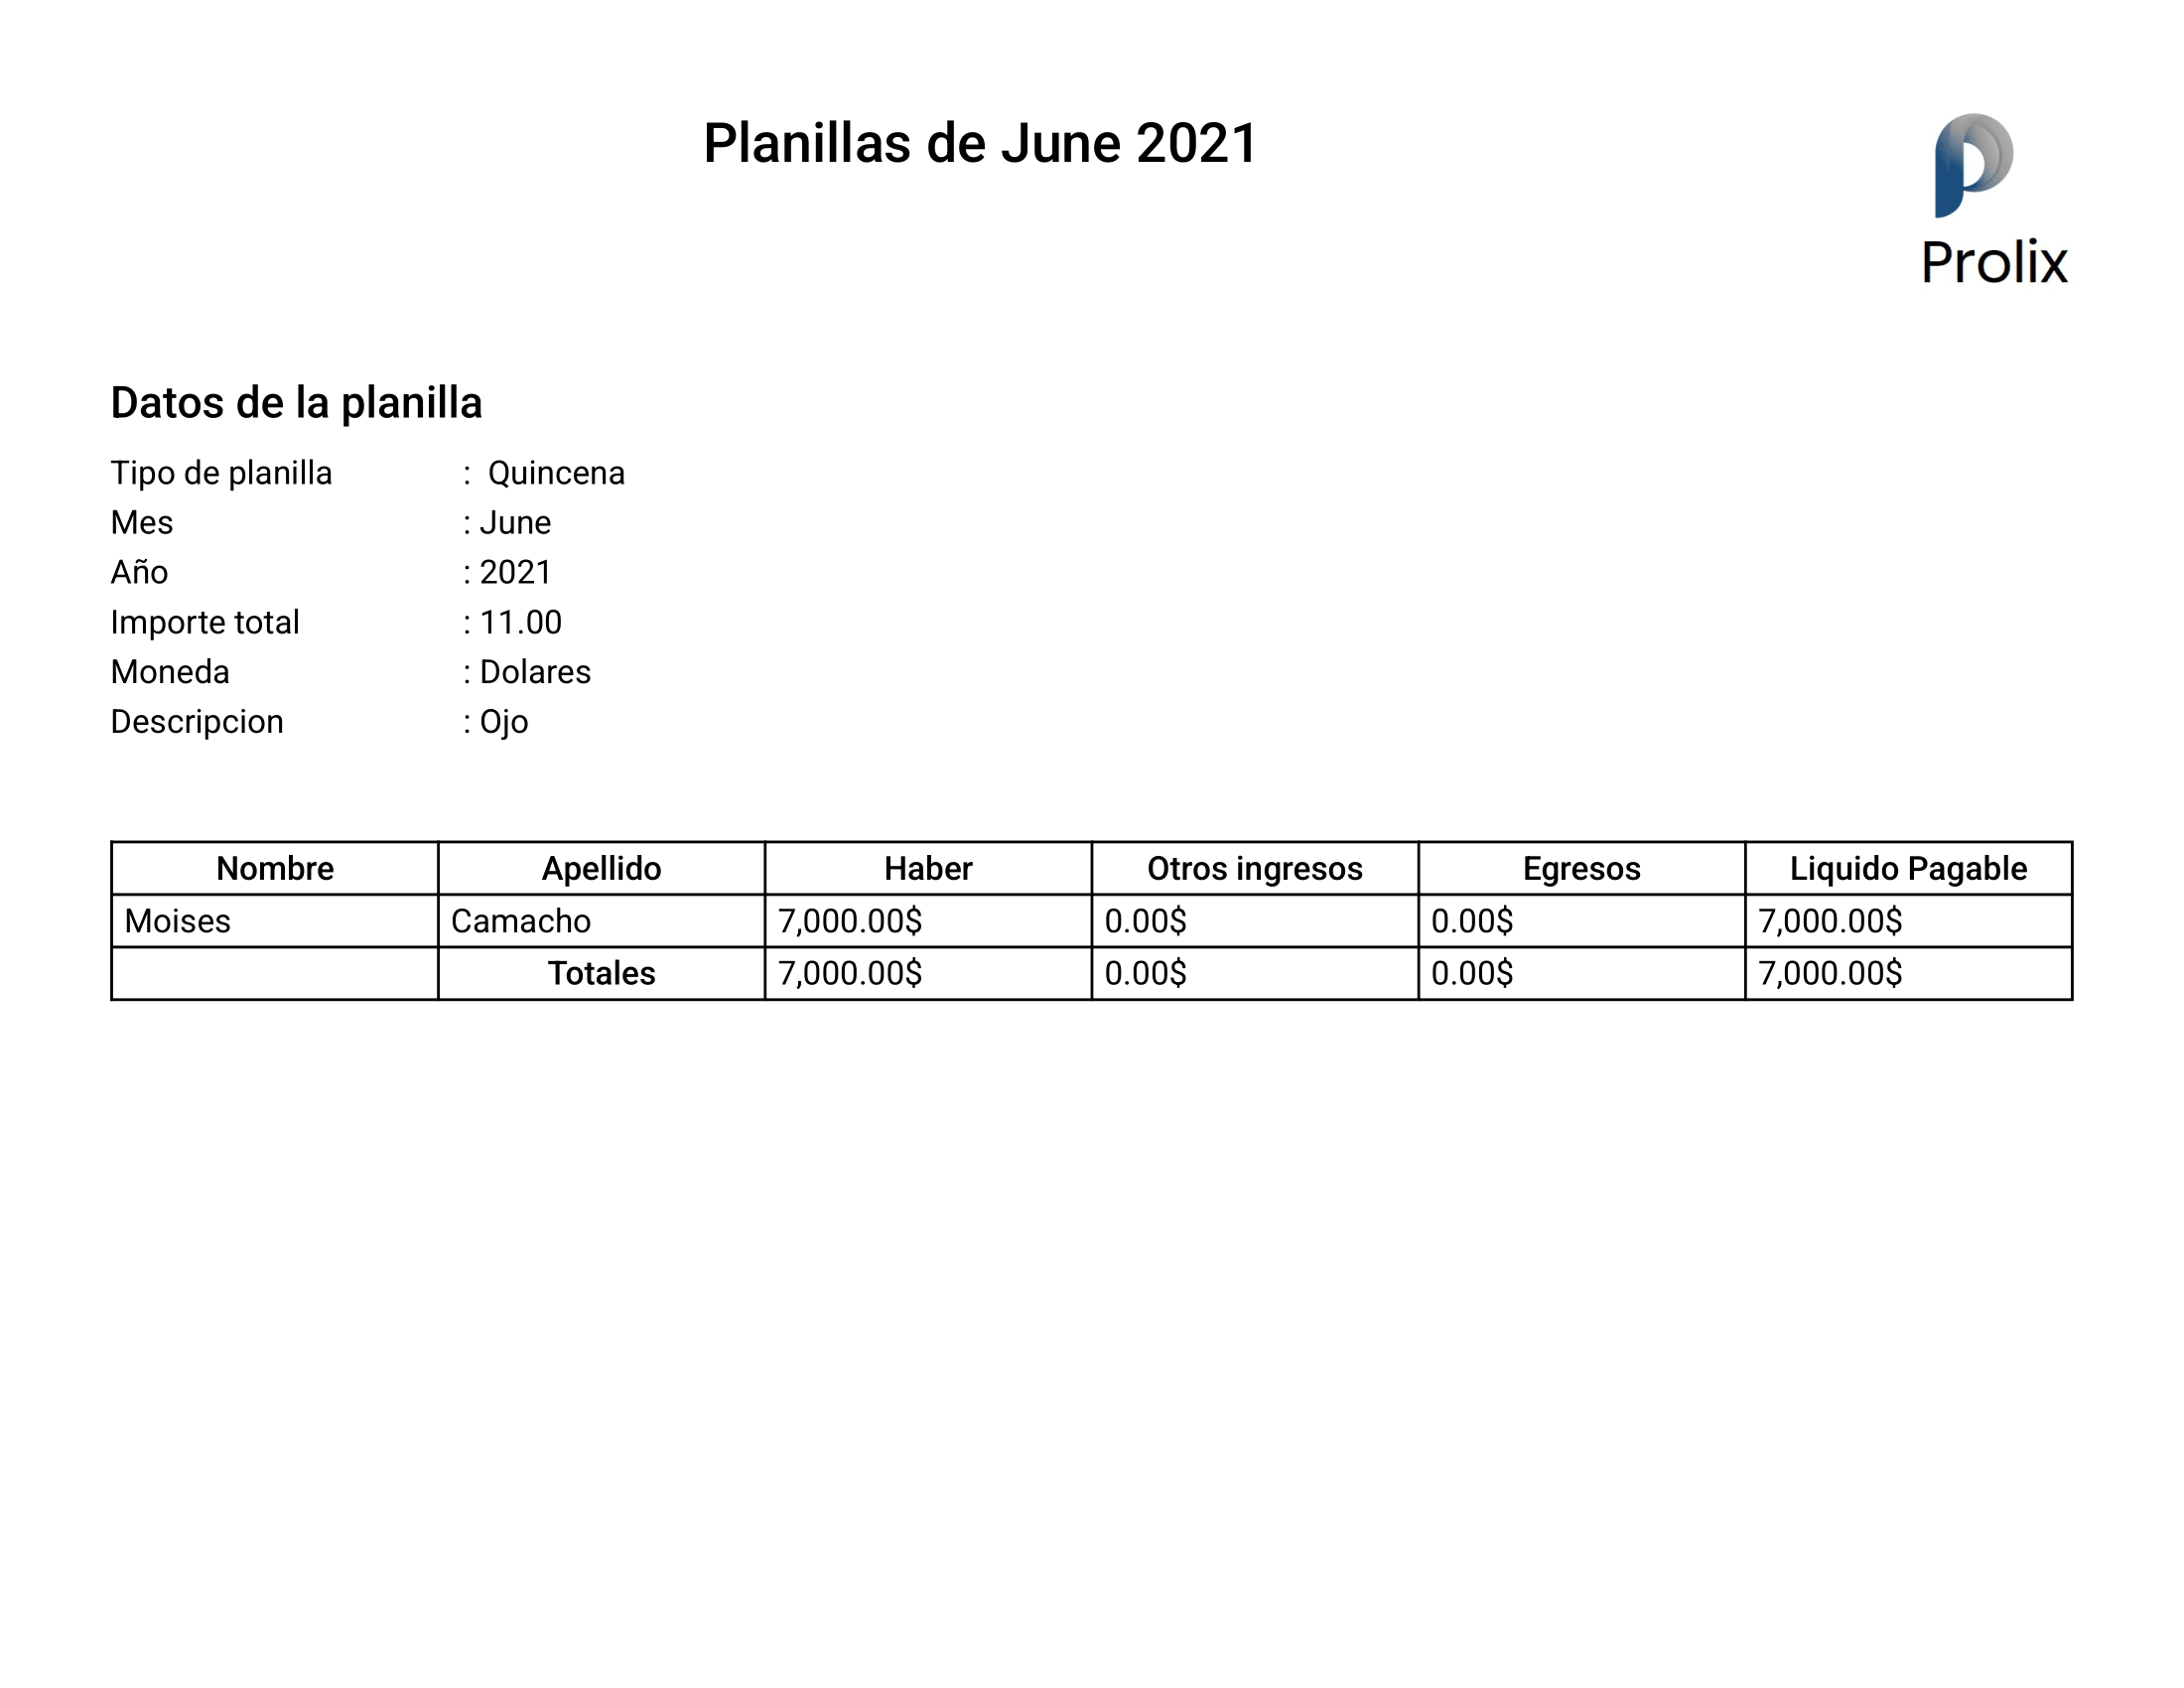 Planillas de June 2021
Prolix
Datos de la planilla
Tipo de planilla : Quincena
Mes : June
Año : 2021
Importe total : 11.00
Moneda : Dolares
Descripcion : Ojo
Nombre Apellido Haber Otros ingresos Egresos Liquido Pagable
Moises Camacho 7,000.00$ 0.00$ 0.00$ 7,000.00$
Totales 7,000.00$ 0.00$ 0.00$ 7,000.00$